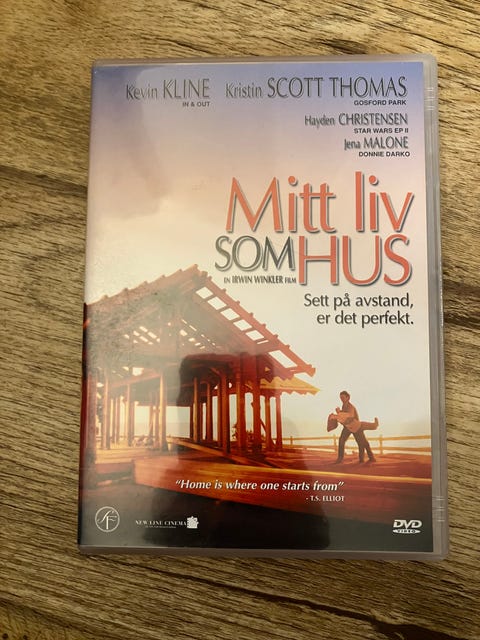 Kevin KLINE Kristin SCOTT THOMAS
IN & OUT GOSFORD PARK
Hayden CHRISTENSEN
STAR WARS EP II
Jena MALONE
DONNIE DARKO
Mitt liv
SOM HUS
EN IRWIN WINKLER FILM
Sett på avstand,
er det perfekt.
"Home is where one starts from"
- T.S. ELLIOT
SF NEW LINE CINEMA DVD
VIDEO